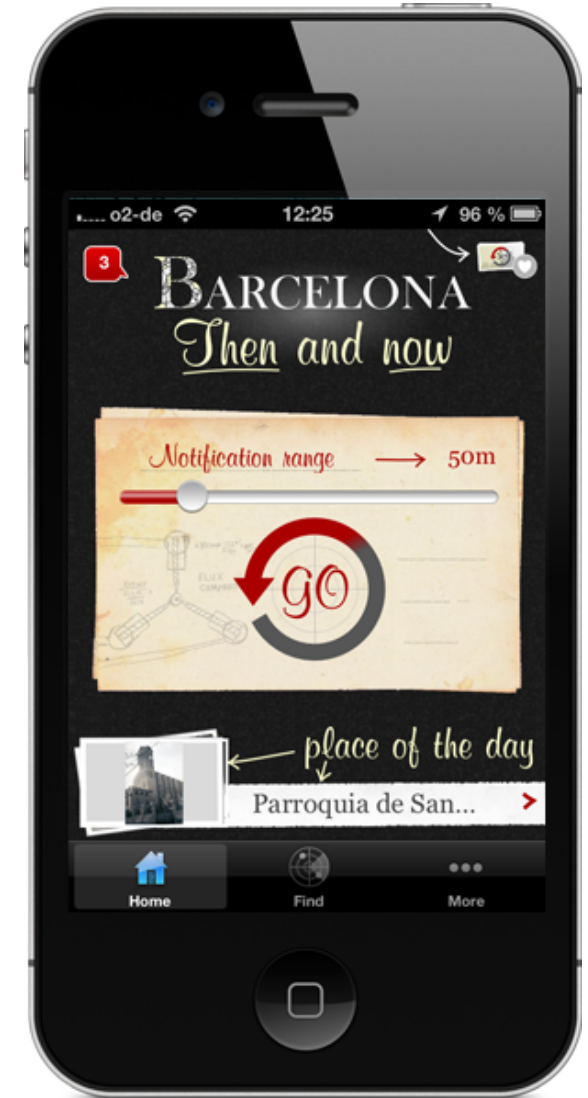 o2-de 12:25 96 %
3
BARCELONA
Then and now
Notification range → 50m
FLUX
GO
place of the day
Parroquia de San... >
Home Find More